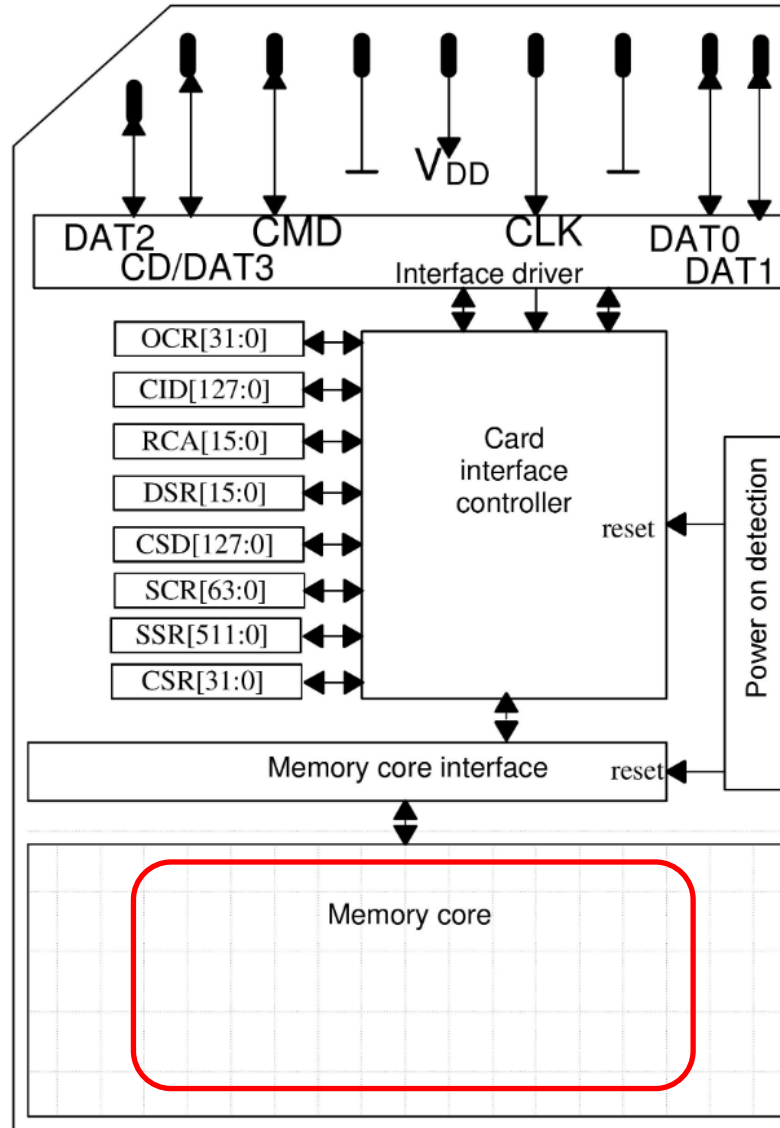 VDD
DAT2
CMD
CLK
DAT0
CD/DAT3
DAT1
Interface driver
OCR[31:0]
CID[127:0]
RCA[15:0]
DSR[15:0]
CSD[127:0]
SCR[63:0]
SSR[511:0]
CSR[31:0]
Card
interface
controller
reset
Power on detection
Memory core interface
reset
Memory core